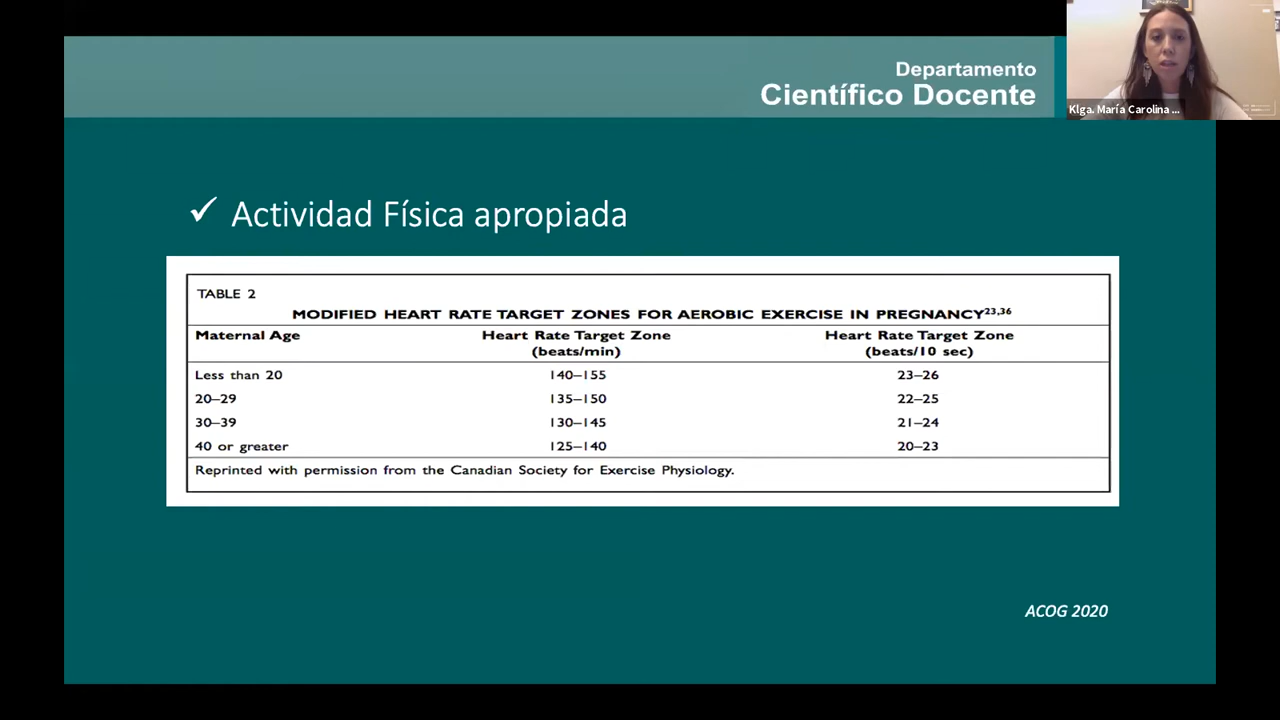 Departamento
Científico Docente
Klga. María Carolina ...
✓ Actividad Física apropiada
TABLE 2
MODIFIED HEART RATE TARGET ZONES FOR AEROBIC EXERCISE IN PREGNANCY23,36
Maternal Age Heart Rate Target Zone (beats/min) Heart Rate Target Zone (beats/10 sec)
Less than 20 140–155 23–26
20–29 135–150 22–25
30–39 130–145 21–24
40 or greater 125–140 20–23
Reprinted with permission from the Canadian Society for Exercise Physiology.
ACOG 2020